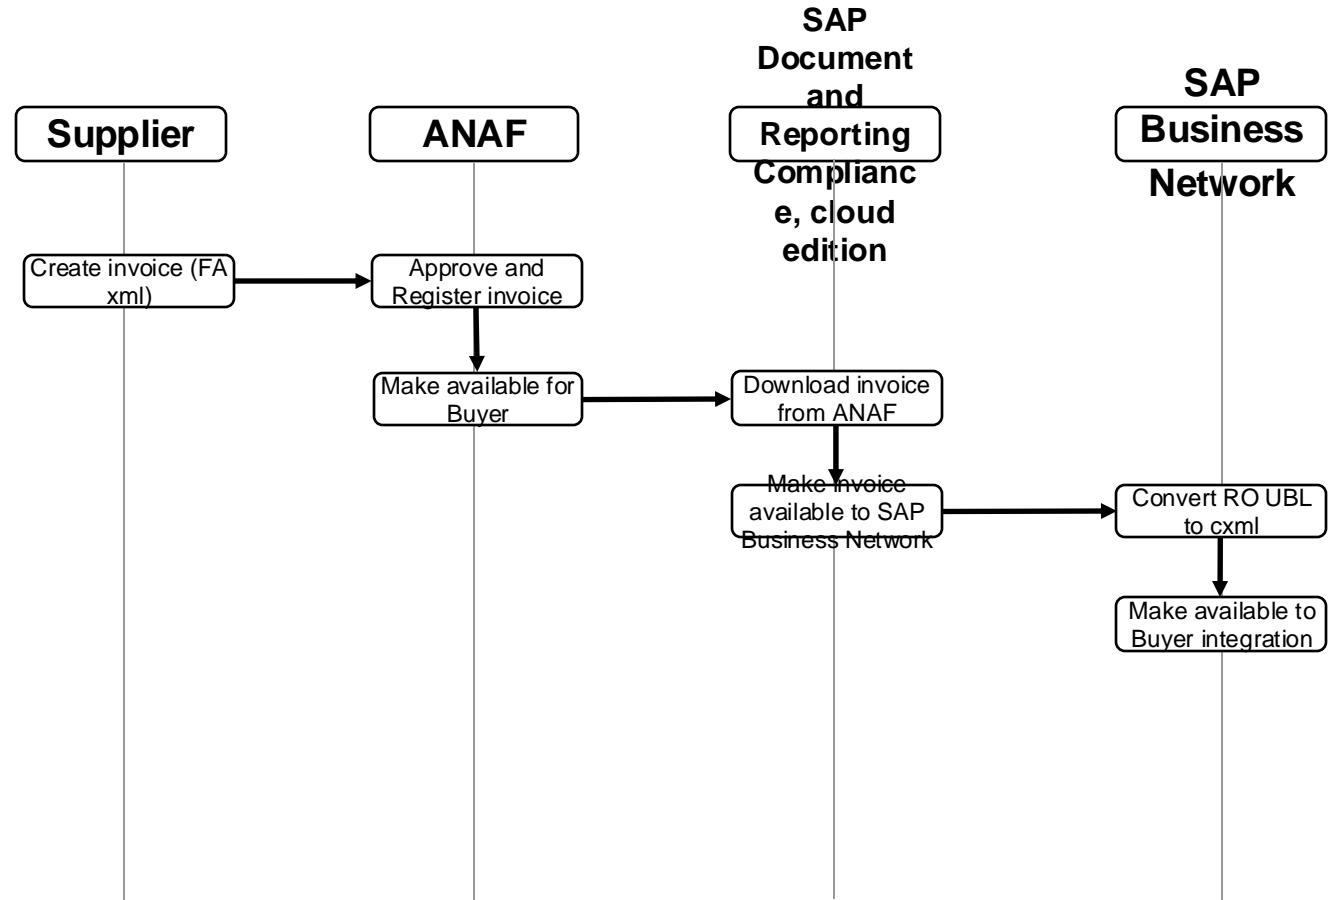 Supplier
ANAF
SAP
Document
and
Reporting
Complianc
e, cloud
edition
SAP
Business
Network
Create invoice (FA
xml)
Approve and
Register invoice
Make available for
Buyer
Download invoice
from ANAF
Make invoice
available to SAP
Business Network
Convert RO UBL
to cxml
Make available to
Buyer integration